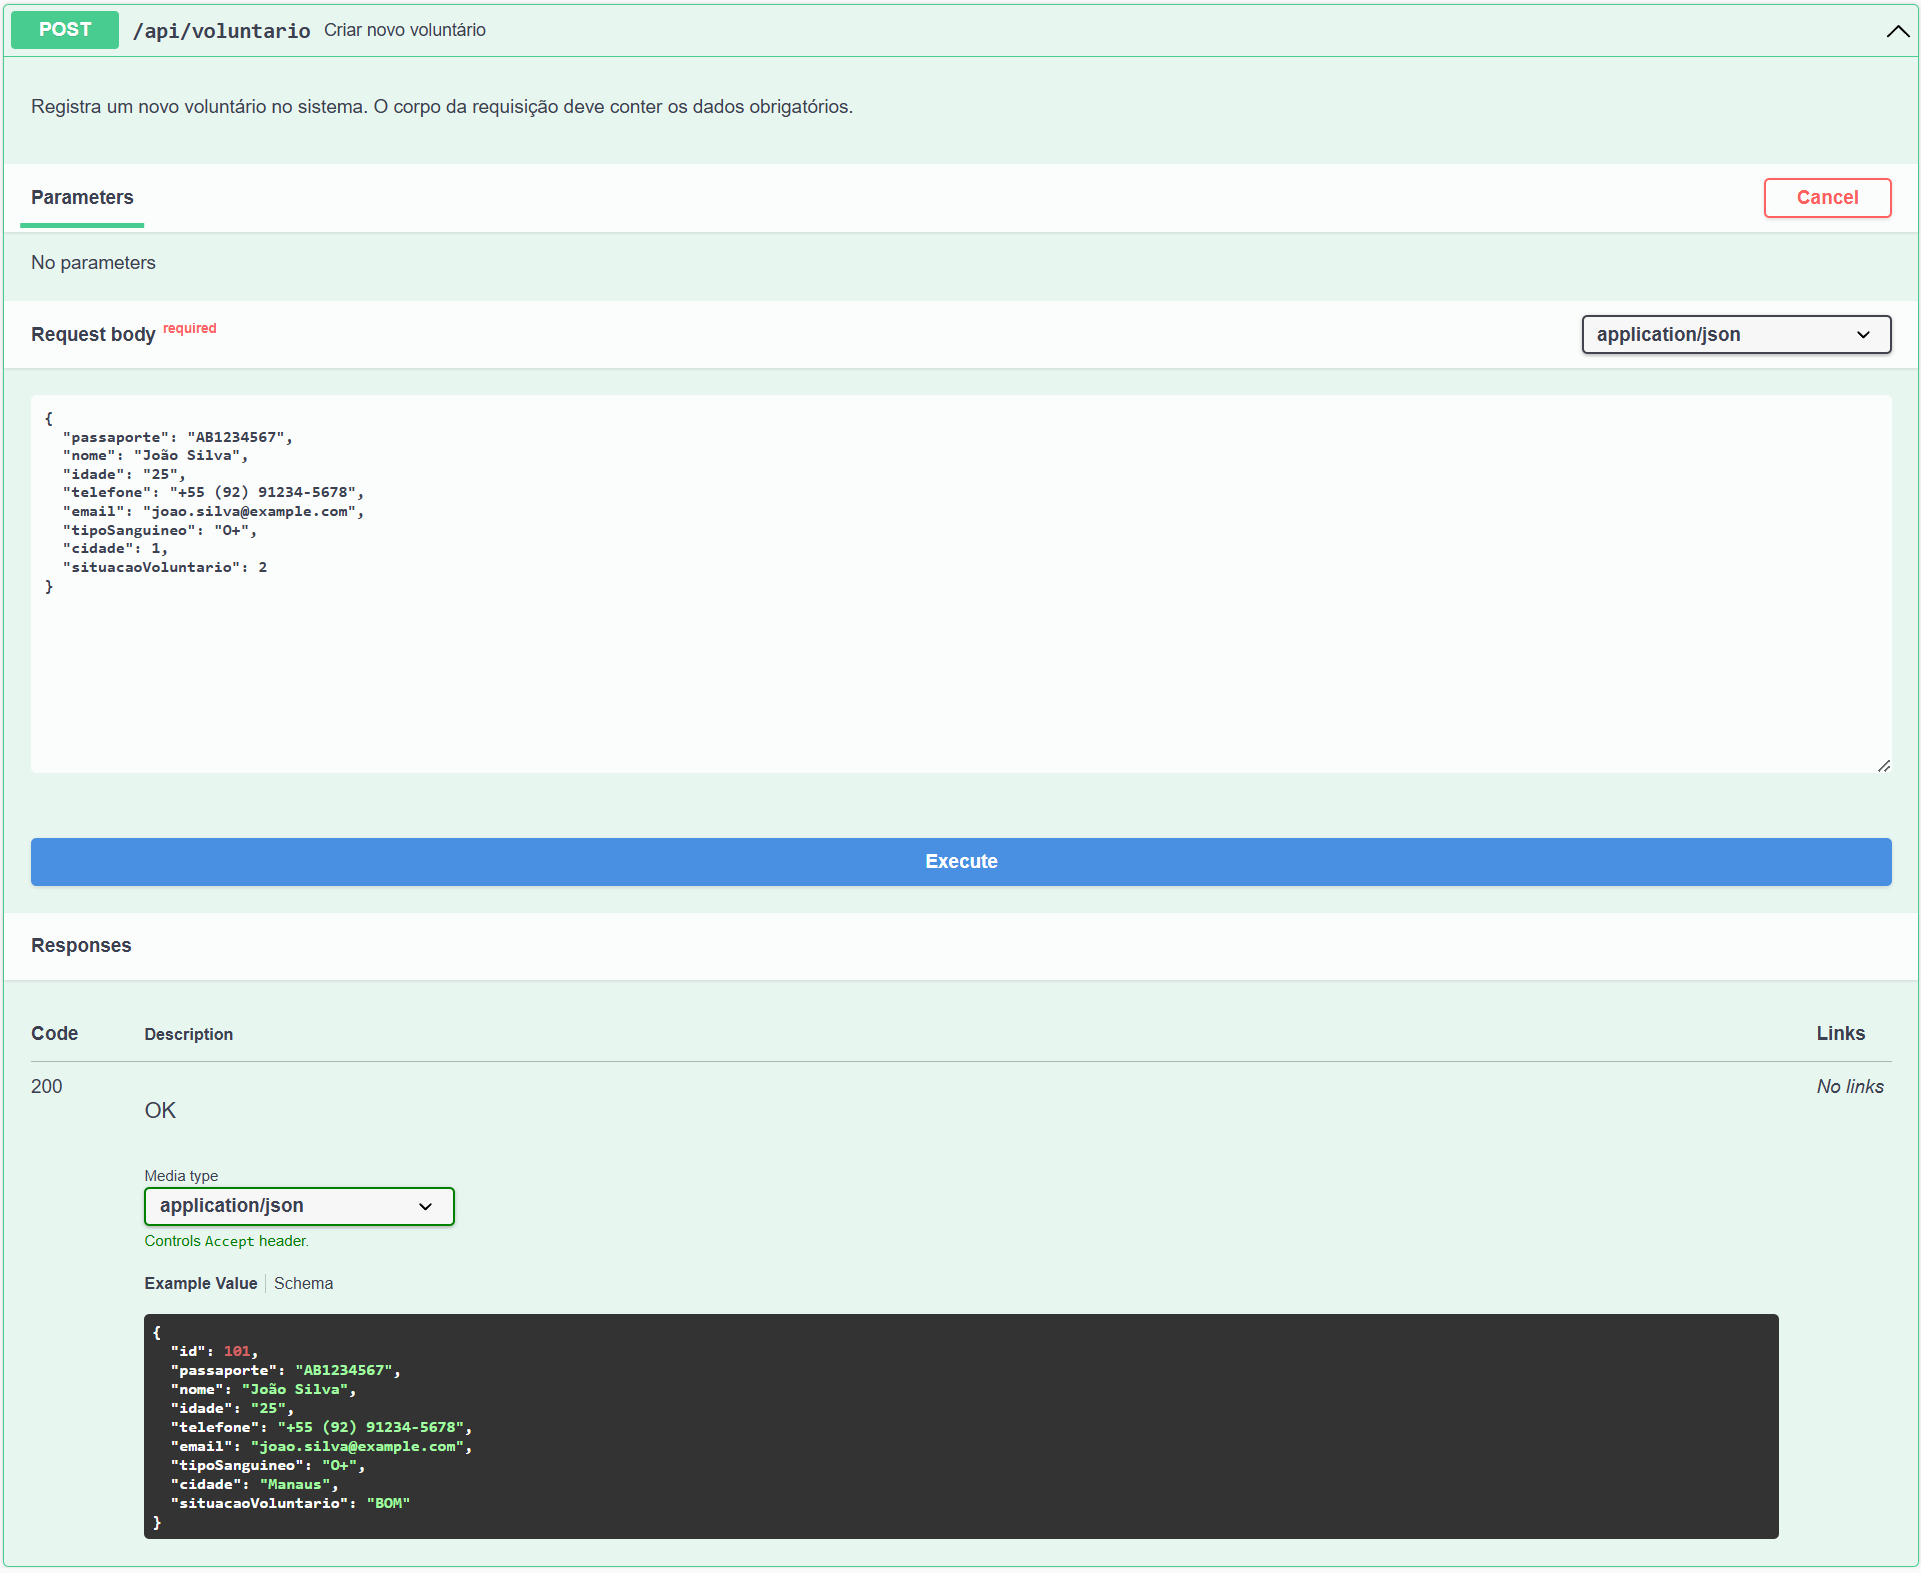 POST /api/voluntario Criar novo voluntário
Registra um novo voluntário no sistema. O corpo da requisição deve conter os dados obrigatórios.
Parameters Cancel
No parameters
Request body required application/json
{
  "passaporte": "AB1234567",
  "nome": "João Silva",
  "idade": "25",
  "telefone": "+55 (92) 91234-5678",
  "email": "joao.silva@example.com",
  "tipoSanguineo": "O+",
  "cidade": 1,
  "situacaoVoluntario": 2
}
Execute
Responses
Code Description Links
200 No links
OK
Media type
application/json
Controls Accept header.
Example Value Schema
{
  "id": 101,
  "passaporte": "AB1234567",
  "nome": "João Silva",
  "idade": "25",
  "telefone": "+55 (92) 91234-5678",
  "email": "joao.silva@example.com",
  "tipoSanguineo": "O+",
  "cidade": "Manaus",
  "situacaoVoluntario": "BOM"
}